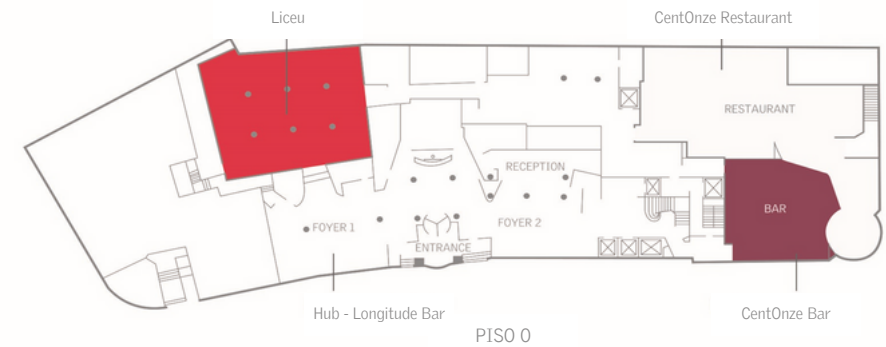 Liceu
CentOnze Restaurant
RESTAURANT
RECEPTION
BAR
FOYER 1
FOYER 2
ENTRANCE
Hub - Longitude Bar
CentOnze Bar
PISO 0